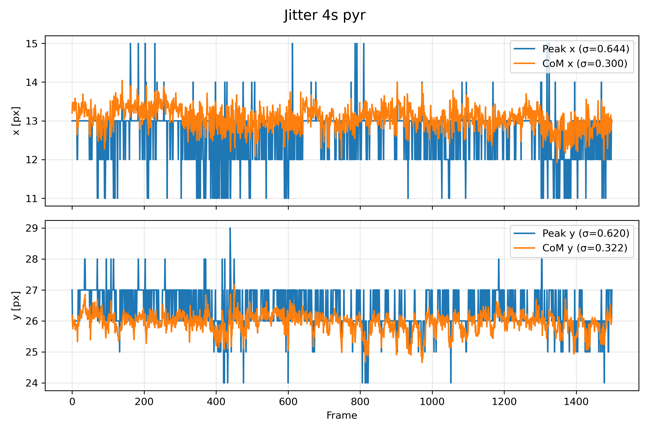 Jitter 4s pyr
15
14
13
12
11
x [px]
Peak x (σ=0.644)
CoM x (σ=0.300)
29
28
27
26
25
24
y [px]
Peak y (σ=0.620)
CoM y (σ=0.322)
0 200 400 600 800 1000 1200 1400
Frame